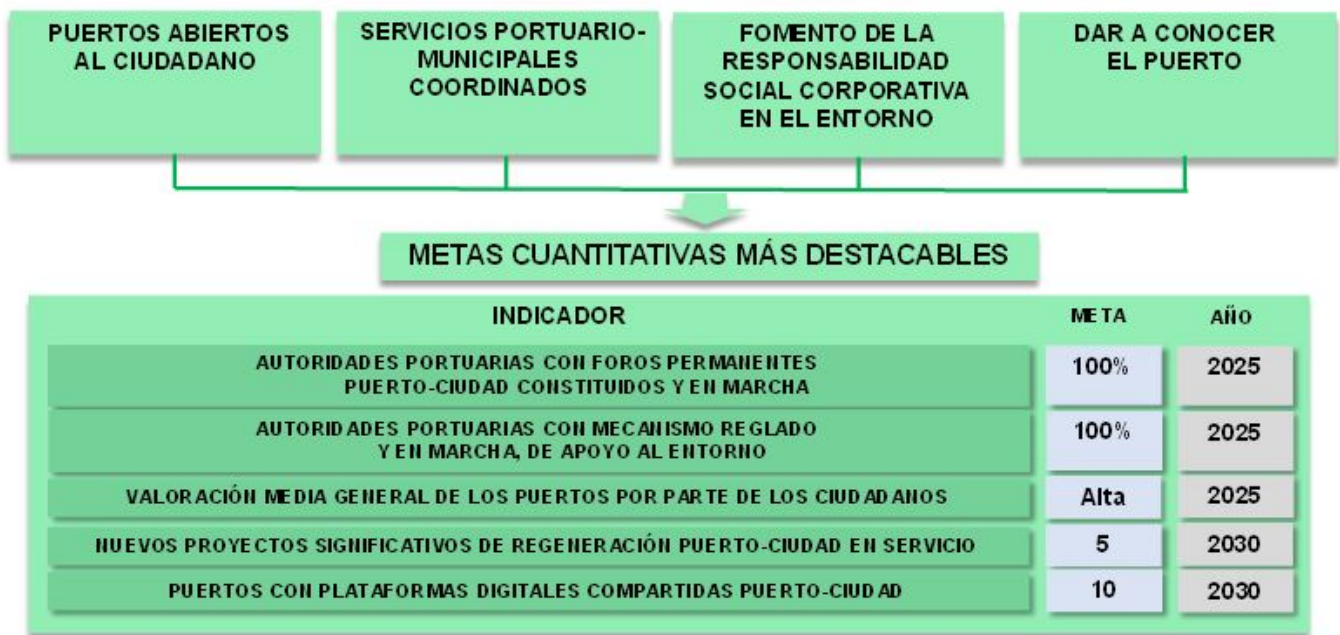 PUERTOS ABIERTOS
AL CIUDADANO
SERVICIOS PORTUARIO-
MUNICIPALES
COORDINADOS
FOMENTO DE LA
RESPONSABILIDAD
SOCIAL CORPORATIVA
EN EL ENTORNO
DAR A CONOCER
EL PUERTO
METAS CUANTITATIVAS MÁS DESTACABLES
INDICADOR META AÑO
AUTORIDADES PORTUARIAS CON FOROS PERMANENTES
PUERTO-CIUDAD CONSTITUIDOS Y EN MARCHA
100% 2025
AUTORIDADES PORTUARIAS CON MECANISMO REGLADO
Y EN MARCHA, DE APOYO AL ENTORNO
100% 2025
VALORACIÓN MEDIA GENERAL DE LOS PUERTOS POR PARTE DE LOS CIUDADANOS Alta 2025
NUEVOS PROYECTOS SIGNIFICATIVOS DE REGENERACIÓN PUERTO-CIUDAD EN SERVICIO 5 2030
PUERTOS CON PLATAFORMAS DIGITALES COMPARTIDAS PUERTO-CIUDAD 10 2030